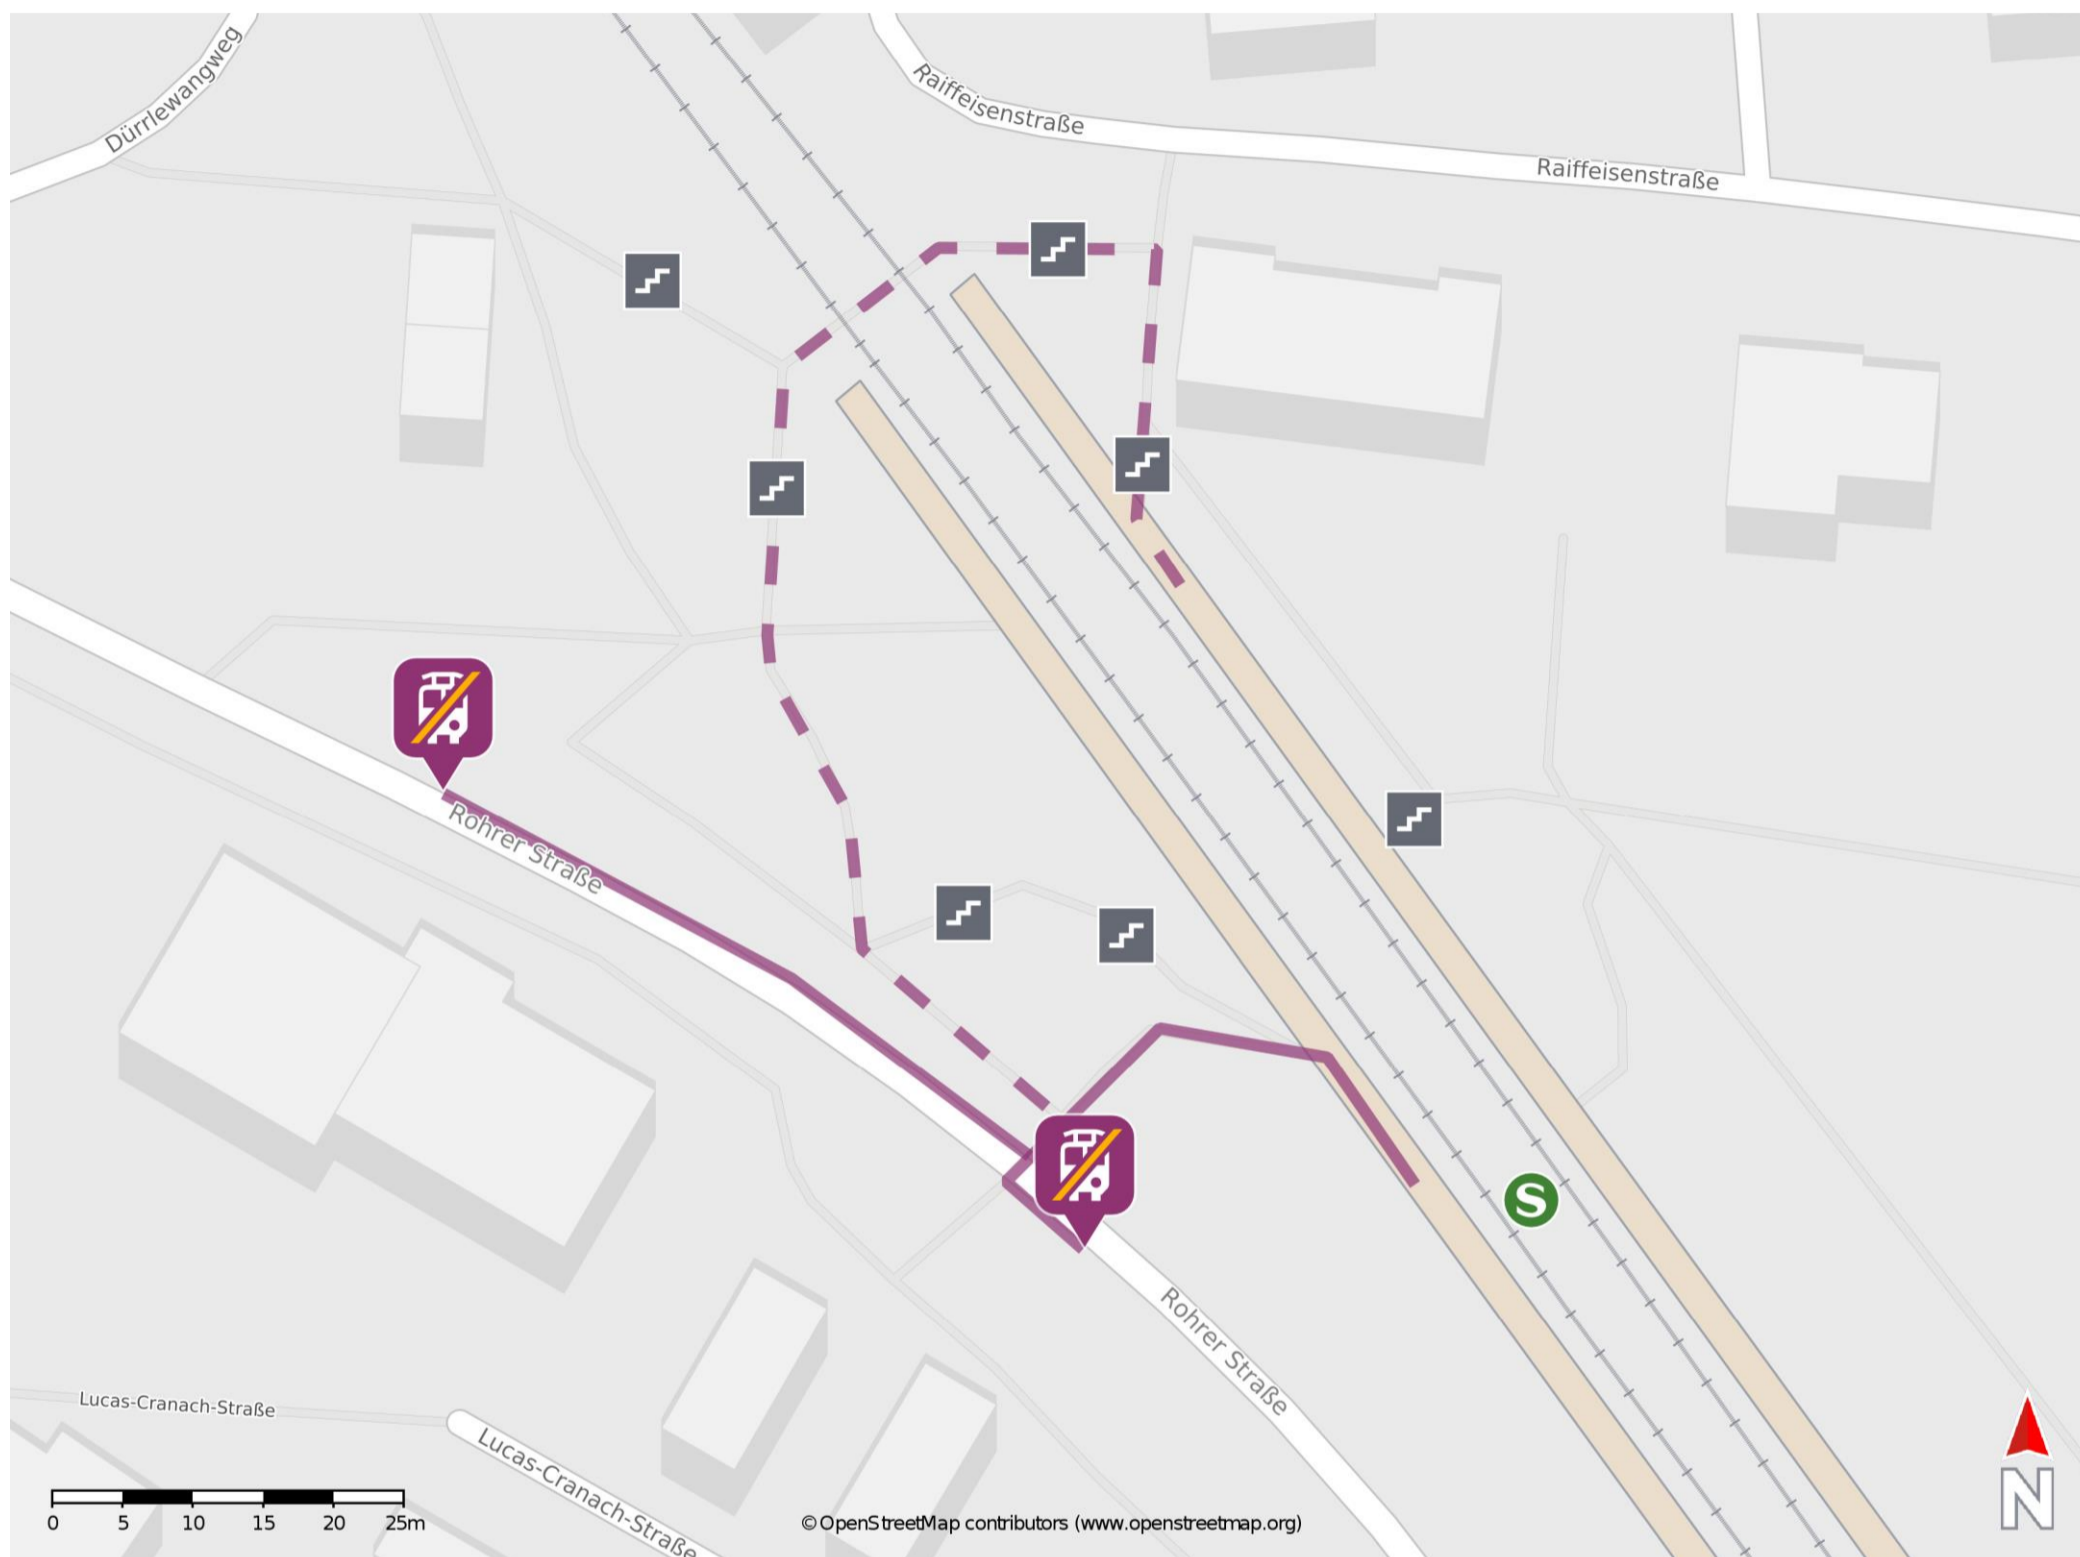 Dürrlewangweg
Raiffeisenstraße
Raiffeisenstraße
Rohrer Straße
S
Rohrer Straße
Lucas-Cranach-Straße
Lucas-Cranach-Straße
N
0 5 10 15 20 25m
© OpenStreetMap contributors (www.openstreetmap.org)